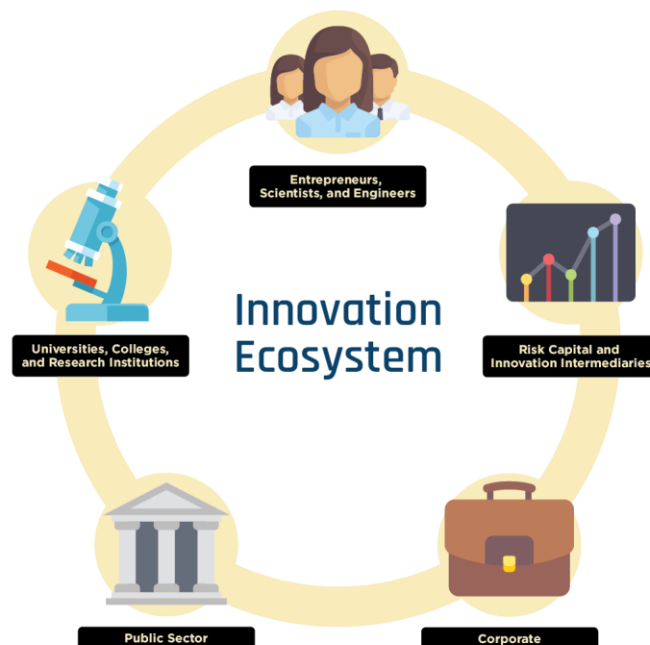 Entrepreneurs,
Scientists, and Engineers
Universities, Colleges,
and Research Institutions
Innovation
Ecosystem
Risk Capital and
Innovation Intermediaries
Public Sector
Corporate